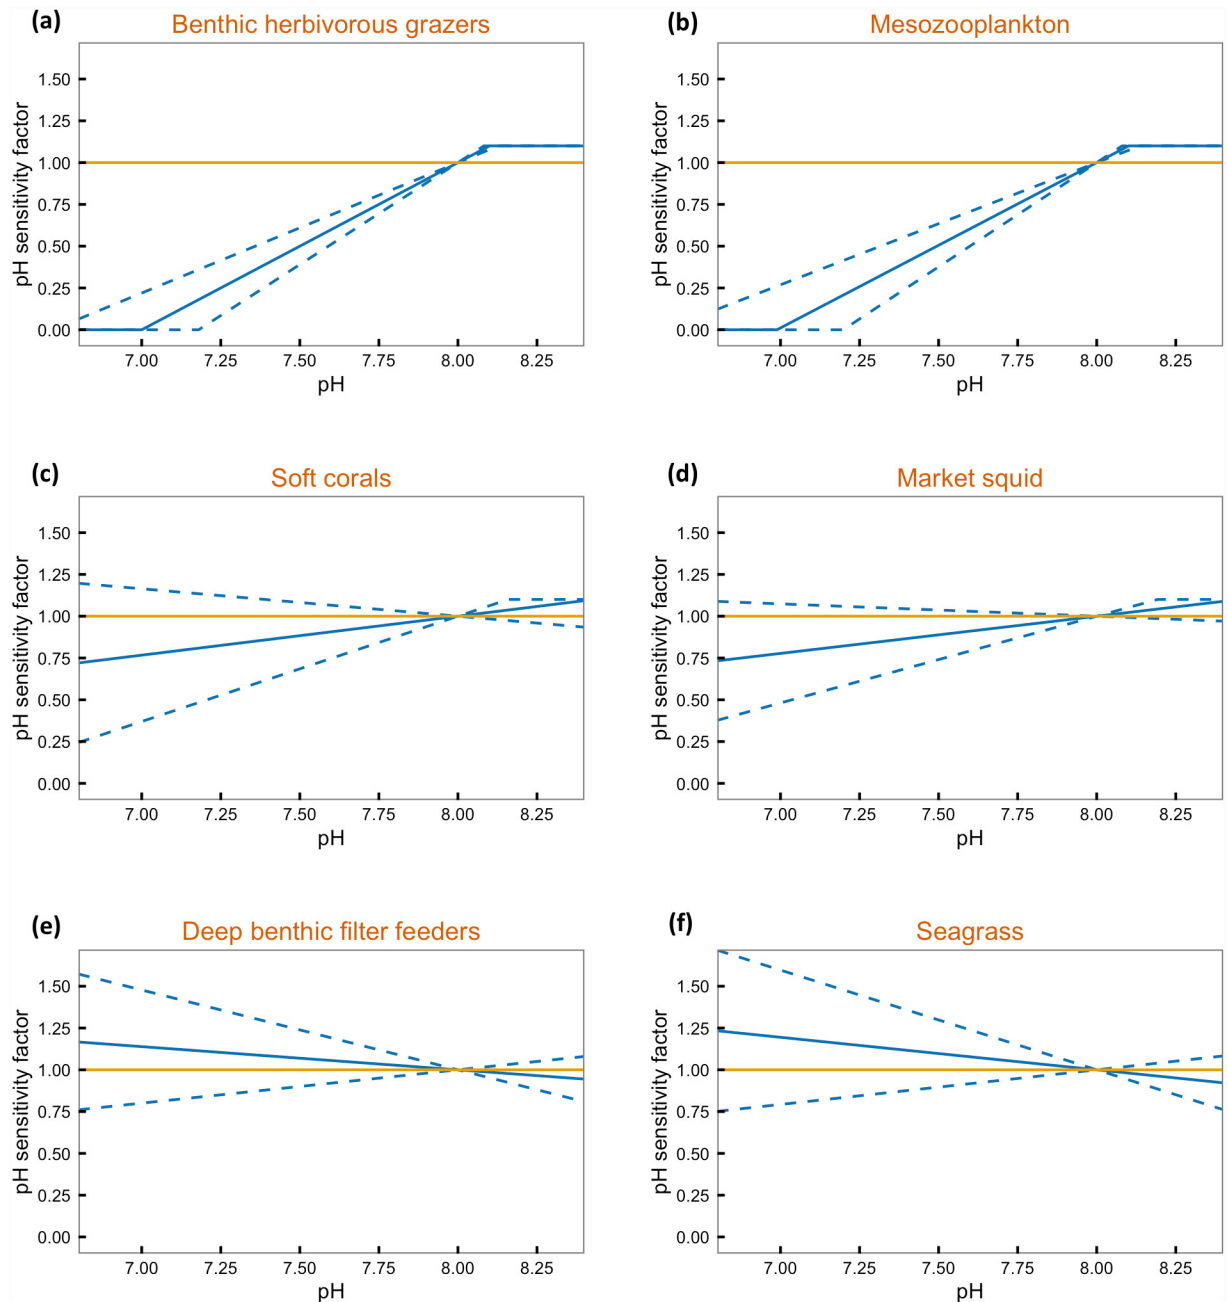 (a)
Benthic herbivorous grazers
pH sensitivity factor
1.50
1.25
1.00
0.75
0.50
0.25
0.00
7.00 7.25 7.50 7.75 8.00 8.25
pH
(b)
Mesozooplankton
pH sensitivity factor
1.50
1.25
1.00
0.75
0.50
0.25
0.00
7.00 7.25 7.50 7.75 8.00 8.25
pH
(c)
Soft corals
pH sensitivity factor
1.50
1.25
1.00
0.75
0.50
0.25
0.00
7.00 7.25 7.50 7.75 8.00 8.25
pH
(d)
Market squid
pH sensitivity factor
1.50
1.25
1.00
0.75
0.50
0.25
0.00
7.00 7.25 7.50 7.75 8.00 8.25
pH
(e)
Deep benthic filter feeders
pH sensitivity factor
1.50
1.25
1.00
0.75
0.50
0.25
0.00
7.00 7.25 7.50 7.75 8.00 8.25
pH
(f)
Seagrass
pH sensitivity factor
1.50
1.25
1.00
0.75
0.50
0.25
0.00
7.00 7.25 7.50 7.75 8.00 8.25
pH